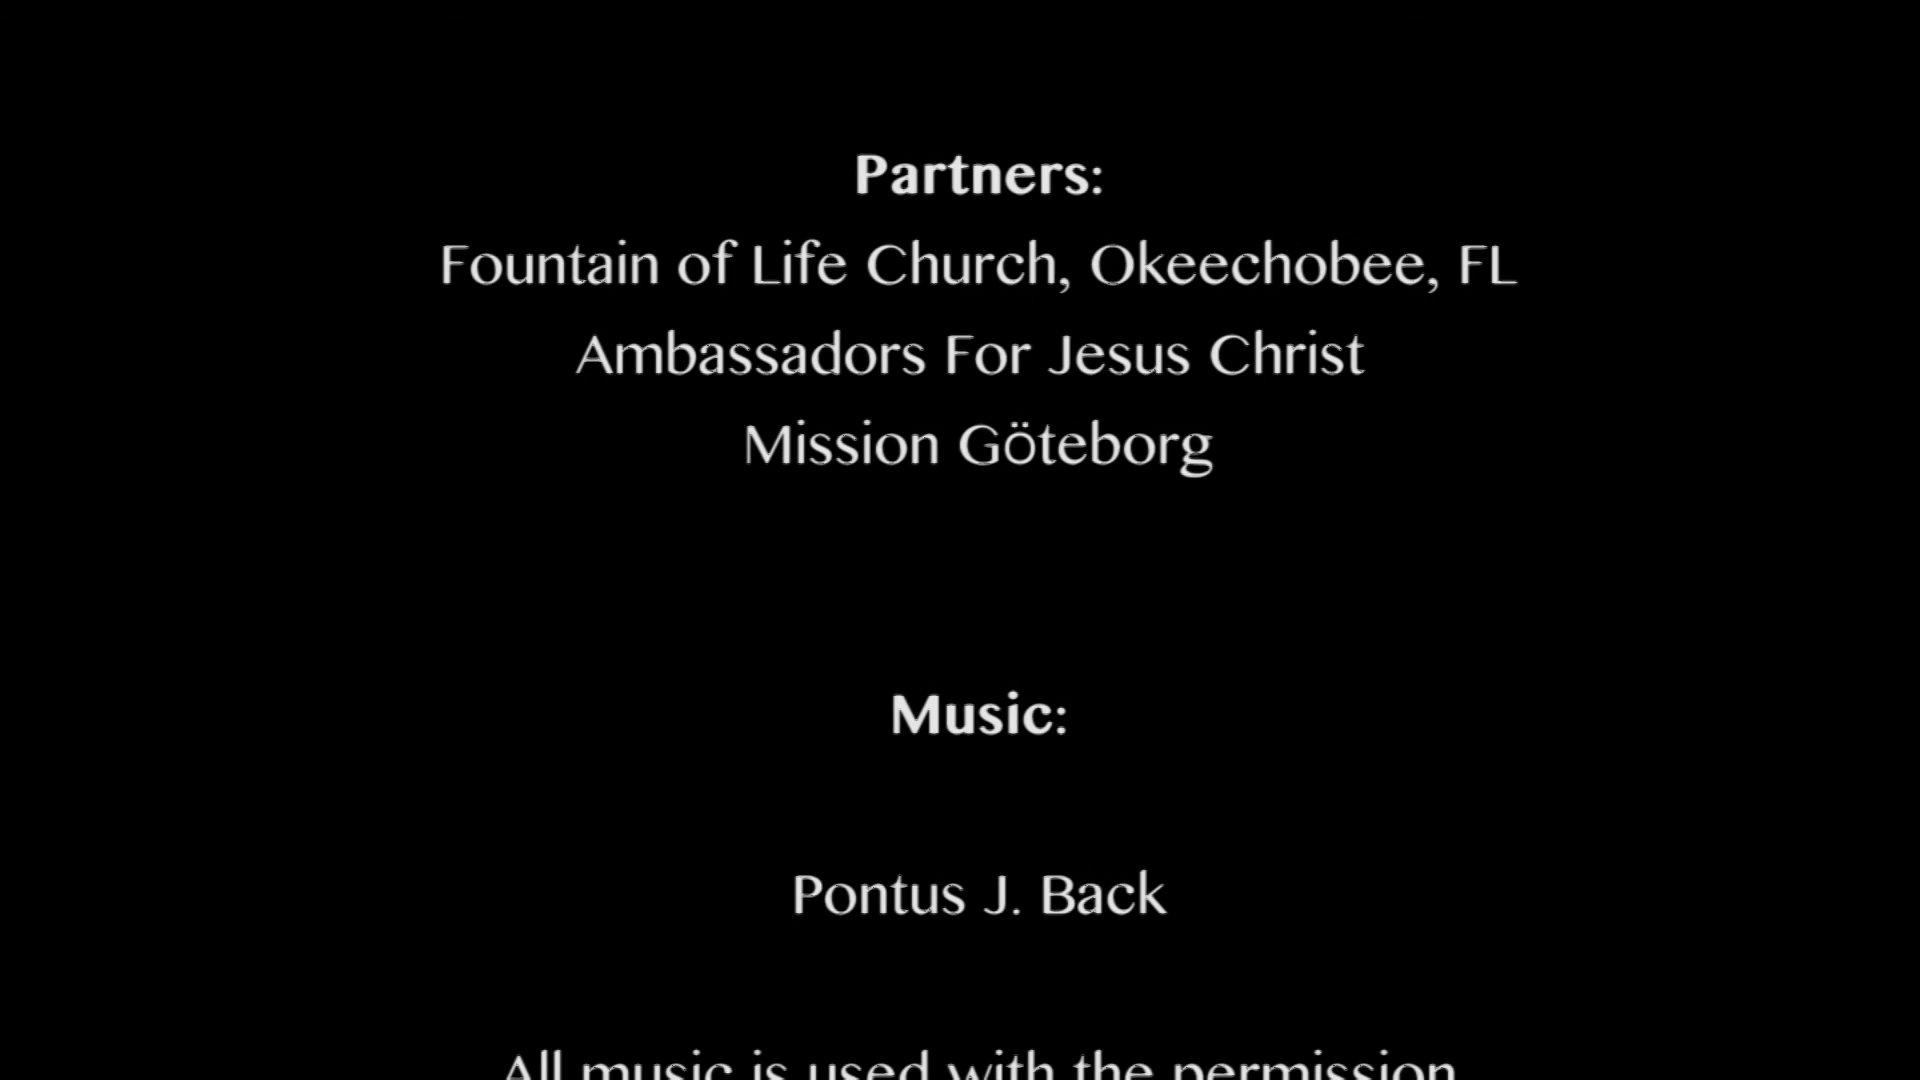 Partners:
Fountain of Life Church, Okeechobee, FL
Ambassadors For Jesus Christ
Mission Göteborg
Music:
Pontus J. Back
All music is used with the permission